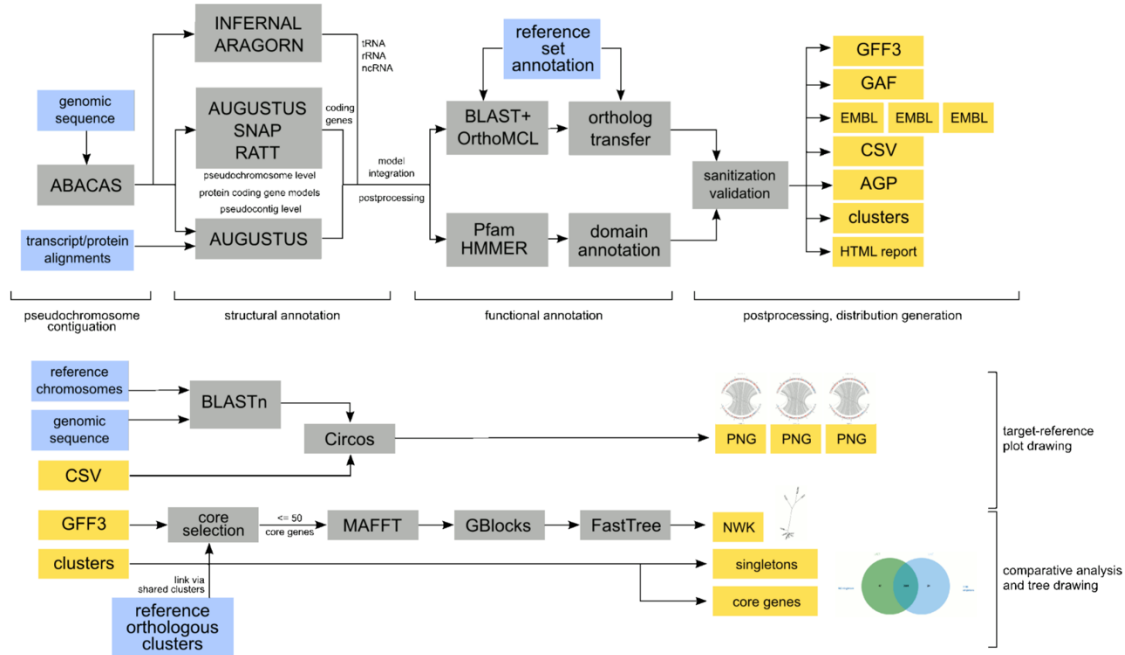 INFERNAL
ARAGORN
tRNA
rRNA
ncRNA
reference
set
annotation
GFF3
GAF
genomic
sequence
AUGUSTUS
SNAP
RATT
coding
genes
BLAST+
OrthoMCL
ortholog
transfer
EMBL EMBL EMBL
CSV
ABACAS
pseudochromosome level
protein coding gene models
pseudocontig level
model
integration
postprocessing
sanitization
validation
AGP
clusters
transcript/protein
alignments
AUGUSTUS
Pfam
HMMER
domain
annotation
HTML report
pseudochromosome
contiguation
structural annotation
functional annotation
postprocessing, distribution generation
reference
chromosomes
BLASTn
genomic
sequence
Circos
PNG PNG PNG
target-reference
plot drawing
CSV
GFF3
core
selection
<= 50
core genes
MAFFT
GBlocks
FastTree
NWK
clusters
link via
shared clusters
singletons
core genes
comparative analysis
and tree drawing
reference
orthologous
clusters